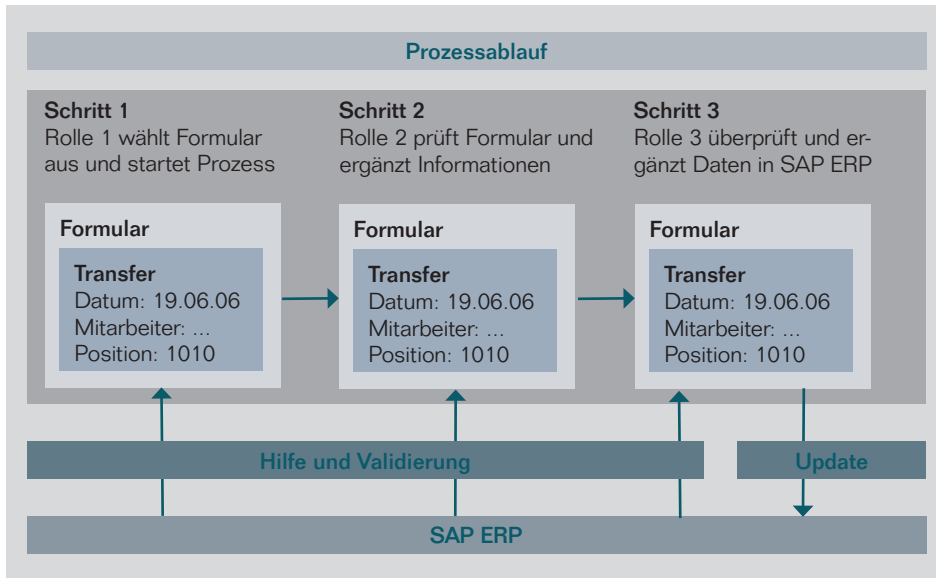 Prozessablauf
Schritt 1
Rolle 1 wählt Formular
aus und startet Prozess
Schritt 2
Rolle 2 prüft Formular und
ergänzt Informationen
Schritt 3
Rolle 3 überprüft und er-
gänzt Daten in SAP ERP
Formular
Transfer
Datum: 19.06.06
Mitarbeiter: ...
Position: 1010
Formular
Transfer
Datum: 19.06.06
Mitarbeiter: ...
Position: 1010
Formular
Transfer
Datum: 19.06.06
Mitarbeiter: ...
Position: 1010
Hilfe und Validierung
Update
SAP ERP